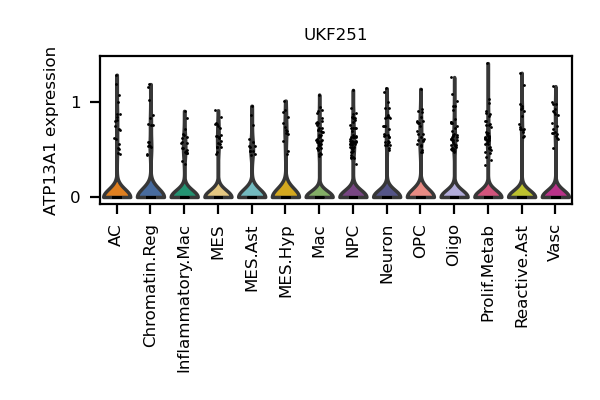 UKF251
ATP13A1 expression
1
0
AC
Chromatin.Reg
Inflammatory.Mac
MES
MES.Ast
MES.Hyp
Mac
NPC
Neuron
OPC
Oligo
Prolif.Metab
Reactive.Ast
Vasc